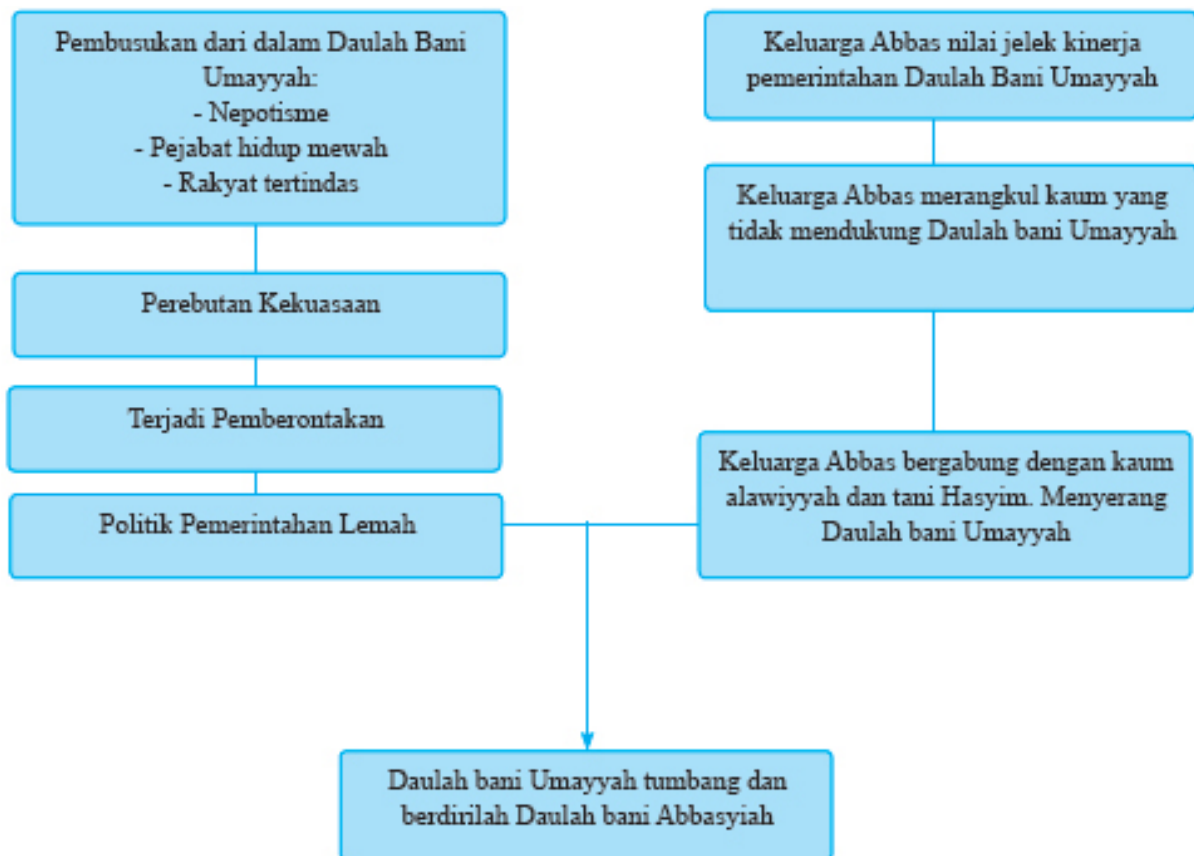 Pembusukan dari dalam Daulah Bani
Umayyah:
- Nepotisme
- Pejabat hidup mewah
- Rakyat tertindas
Perebutan Kekuasaan
Terjadi Pemberontakan
Politik Pemerintahan Lemah
Keluarga Abbas nilai jelek kinerja
pemerintahan Daulah Bani Umayyah
Keluarga Abbas merangkul kaum yang
tidak mendukung Daulah bani Umayyah
Keluarga Abbas bergabung dengan kaum
alawiyyah dan tani Hasyim. Menyerang
Daulah bani Umayyah
Daulah bani Umayyah tumbang dan
berdirilah Daulah bani Abbasyiah